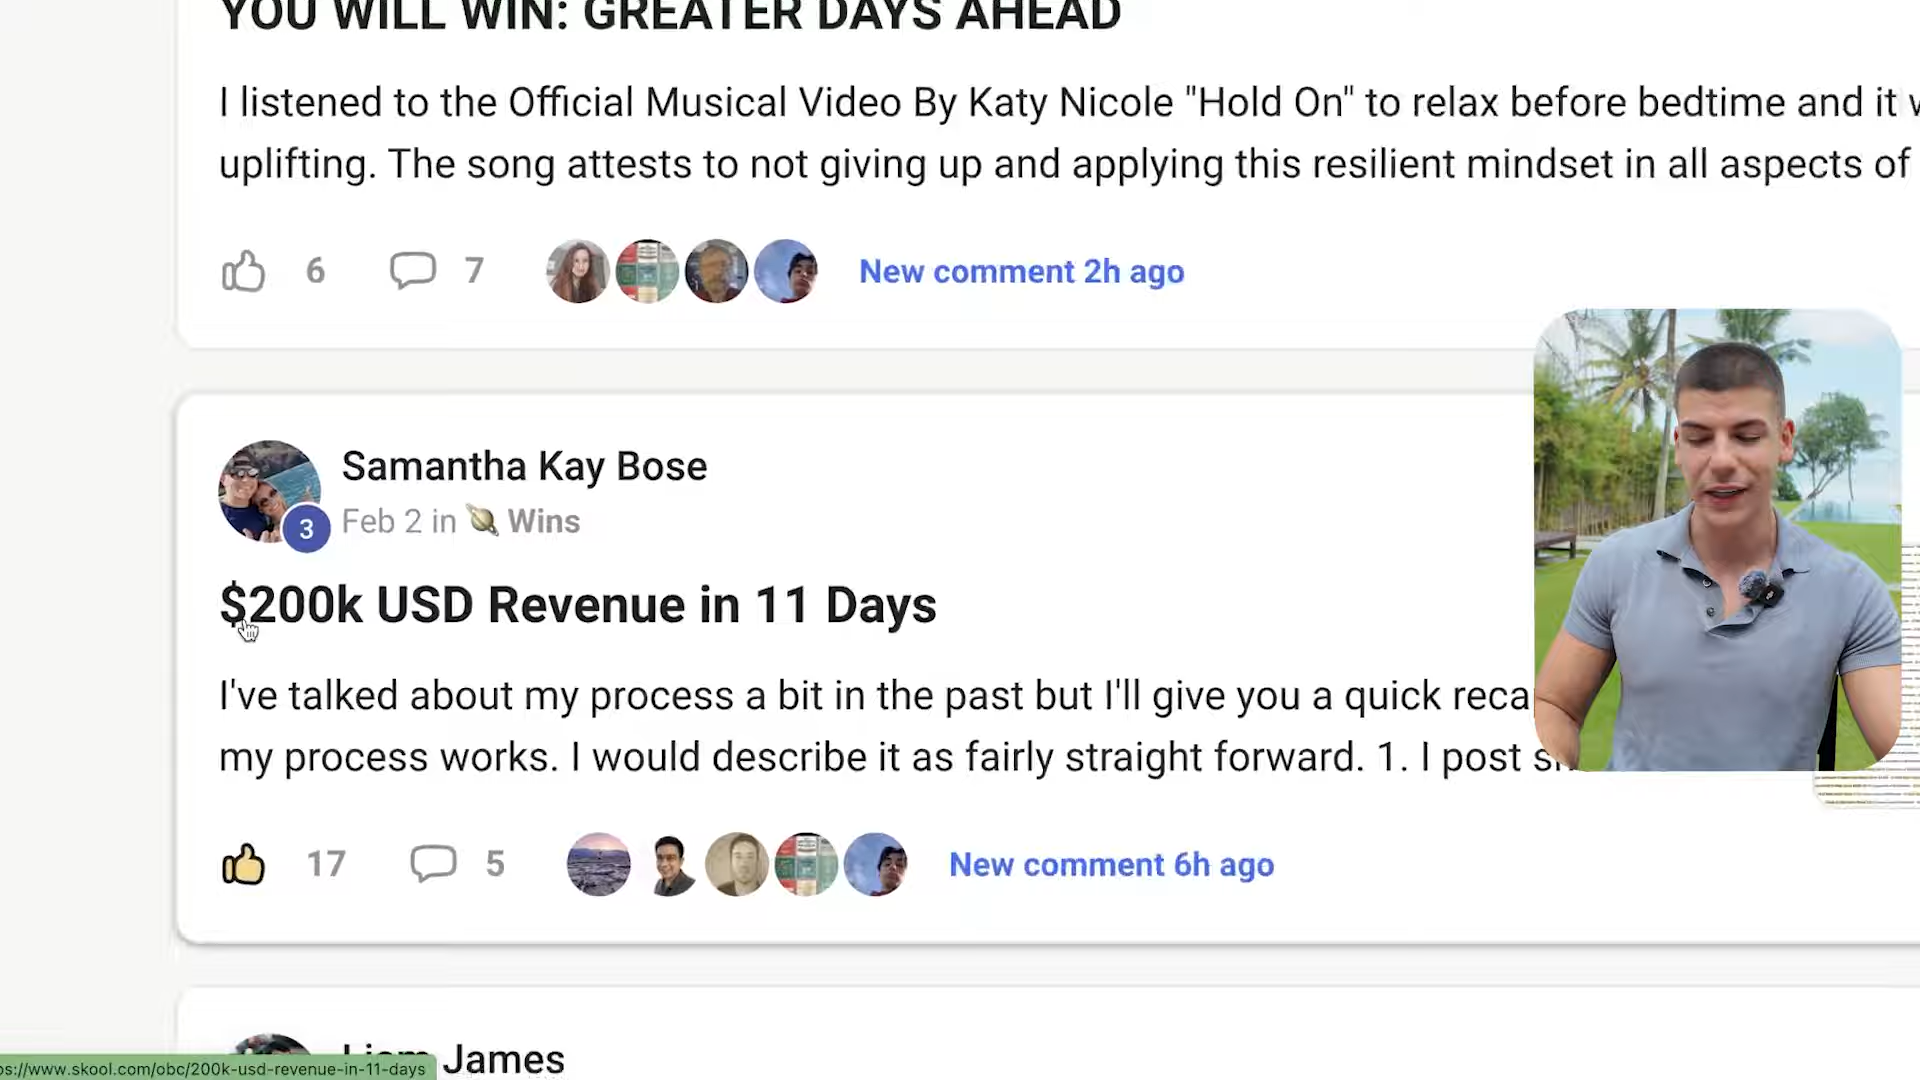 YOU WILL WIN: GREATER DAYS AHEAD
I listened to the Official Musical Video By Katy Nicole "Hold On" to relax before bedtime and it
uplifting. The song attests to not giving up and applying this resilient mindset in all aspects of
6 7 New comment 2h ago
Samantha Kay Bose
3 Feb 2 in Wins
$200k USD Revenue in 11 Days
I've talked about my process a bit in the past but I'll give you a quick
my process works. I would describe it as fairly straight forward. 1. I post
17 5 New comment 6h ago
Liam James
ps://www.skool.com/obc/200k-usd-revenue-in-11-days